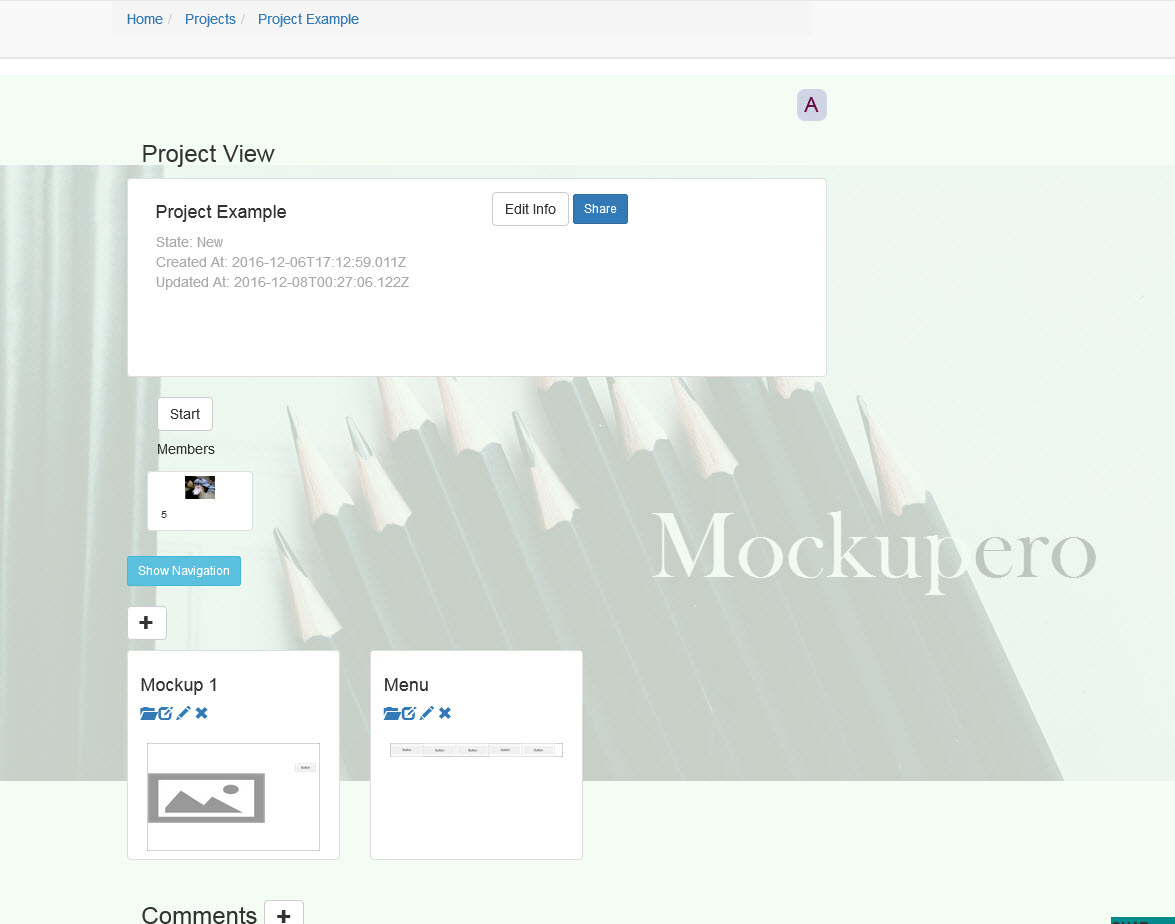 Home / Projects / Project Example
A
Project View
Project Example
Edit Info
Share
State: New
Created At: 2016-12-06T17:12:59.011Z
Updated At: 2016-12-08T00:27:06.122Z
Start
Members
5
Mockupero
Show Navigation
+
Mockup 1
Menu
Button
Button
Button
Button
Button
Button
Comments
+